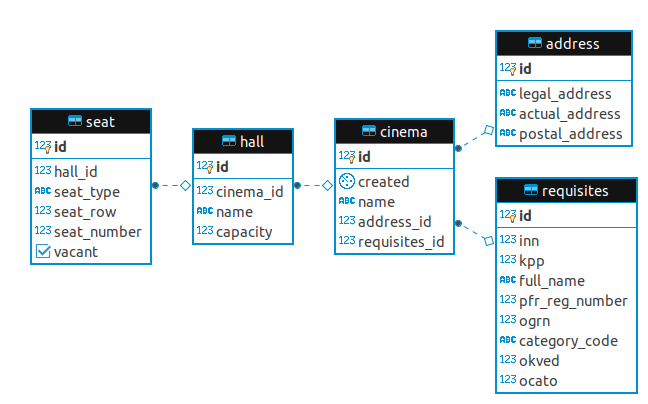 seat
123 id
123 hall_id
ABC seat_type
123 seat_row
123 seat_number
vacant
hall
123 id
123 cinema_id
ABC name
123 capacity
cinema
123 id
created
ABC name
123 address_id
123 requisites_id
address
123 id
ABC legal_address
ABC actual_address
ABC postal_address
requisites
123 id
123 inn
123 kpp
ABC full_name
123 pfr_reg_number
123 ogrn
ABC category_code
123 okved
123 ocato